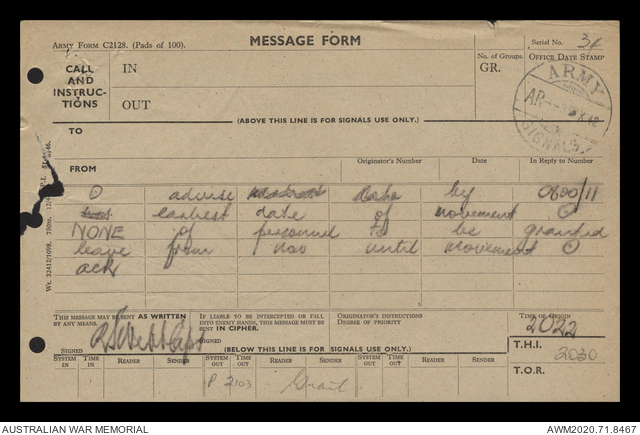 ARMY FORM C2128. (Pads of 100).
MESSAGE FORM
Serial No. 34
CALL AND INSTRUC- TIONS
IN
OUT
No. of Groups.
GR.
OFFICE DATE STAMP
ARMY
SIGNALS
(ABOVE THIS LINE IS FOR SIGNALS USE ONLY.)
TO
FROM
Originator's Number
Date
In Reply to Number
advise by 0800/11
earliest date of movement
NONE of personnel to be granted
leave from now until movement
ack
Wt. 32412/1098.
THIS MESSAGE MAY BE SENT AS WRITTEN
BY ANY MEANS.
SIGNED
IF LIABLE TO BE INTERCEPTED OR FALL
INTO ENEMY HANDS, THIS MESSAGE MUST BE
SENT IN CIPHER.
SIGNED
ORIGINATOR'S INSTRUCTIONS
DEGREE OF PRIORITY
TIME OF ORIGIN
2022
(BELOW THIS LINE IS FOR SIGNALS USE ONLY.)
T.H.I. 2030
SYSTEM IN
TIME IN
READER
SENDER
SYSTEM OUT
TIME OUT
READER
SENDER
SYSTEM OUT
TIME OUT
READER
SENDER
T.O.R.
P 2103
AUSTRALIAN WAR MEMORIAL
AWM2020.71.8467